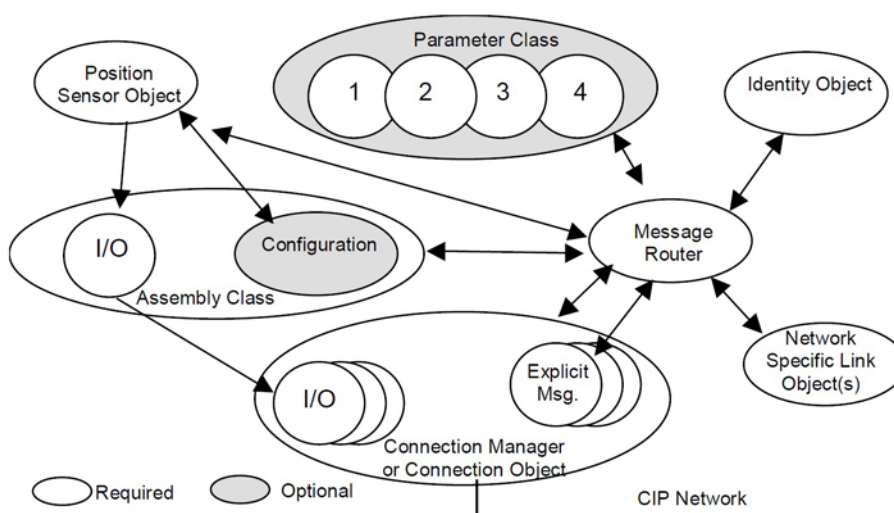 Parameter Class
1
2
3
4
Position
Sensor Object
Identity Object
I/O
Configuration
Assembly Class
Message
Router
Network
Specific Link
Object(s)
I/O
Explicit
Msg.
Connection Manager
or Connection Object
Required
Optional
CIP Network